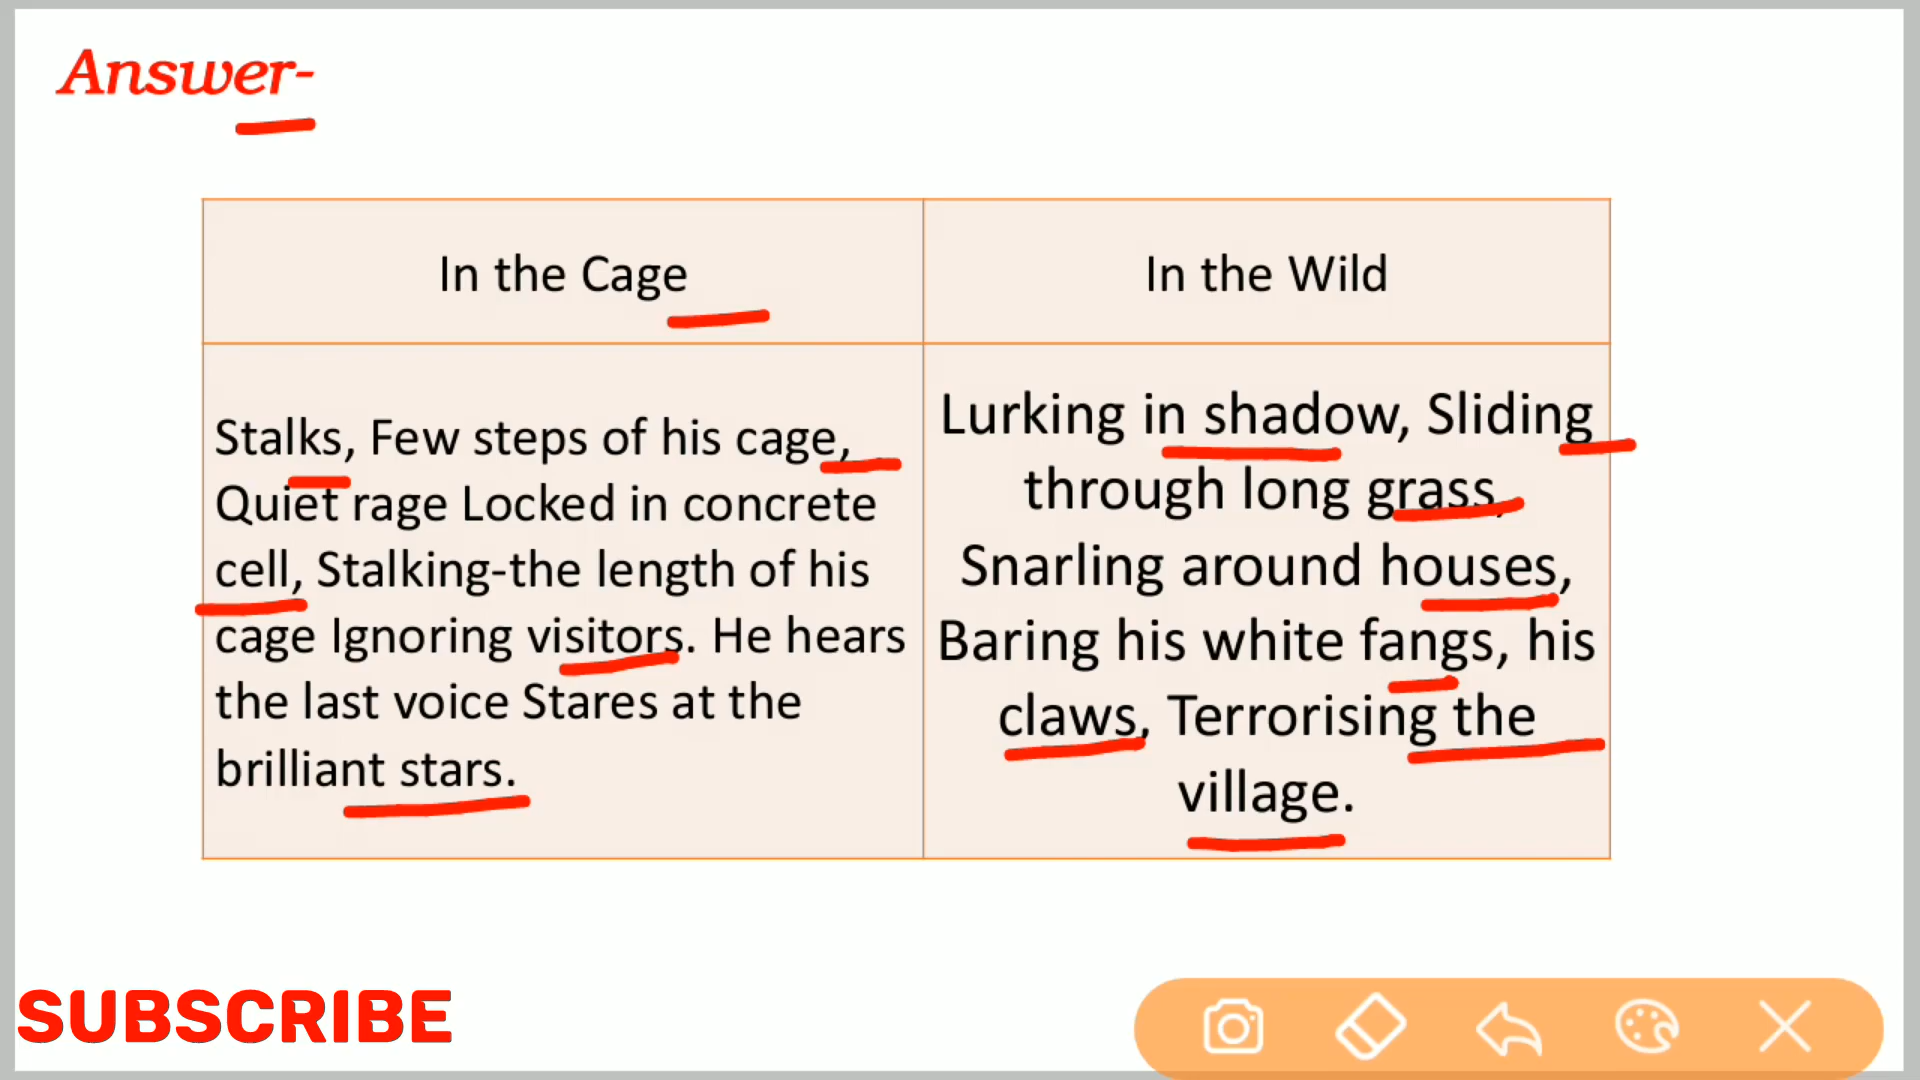 Answer-
In the Cage
In the Wild
Stalks, Few steps of his cage,
Quiet rage Locked in concrete
cell, Stalking-the length of his
cage Ignoring visitors. He hears
the last voice Stares at the
brilliant stars.
Lurking in shadow, Sliding
through long grass,
Snarling around houses,
Baring his white fangs, his
claws, Terrorising the
village.
SUBSCRIBE